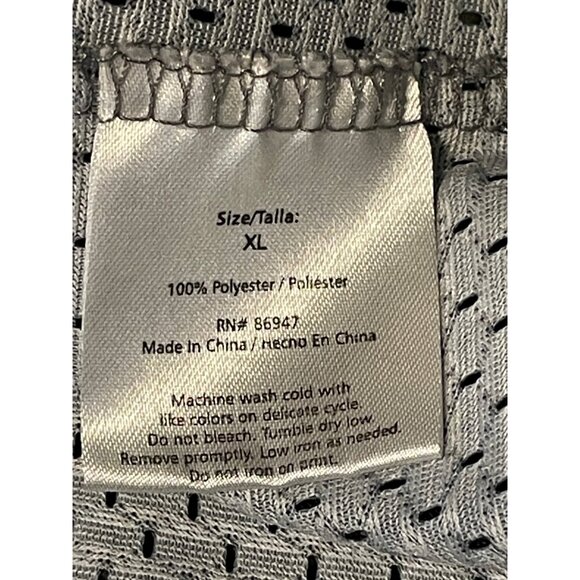 Size/Talla:
XL
100% Polyester / Poliéster
RN# 86947
Made In China / Hecho En China
Machine wash cold with
like colors on delicate cycle.
Do not bleach. Tumble dry low.
Remove promptly. Low iron as needed.
Do not iron on print.